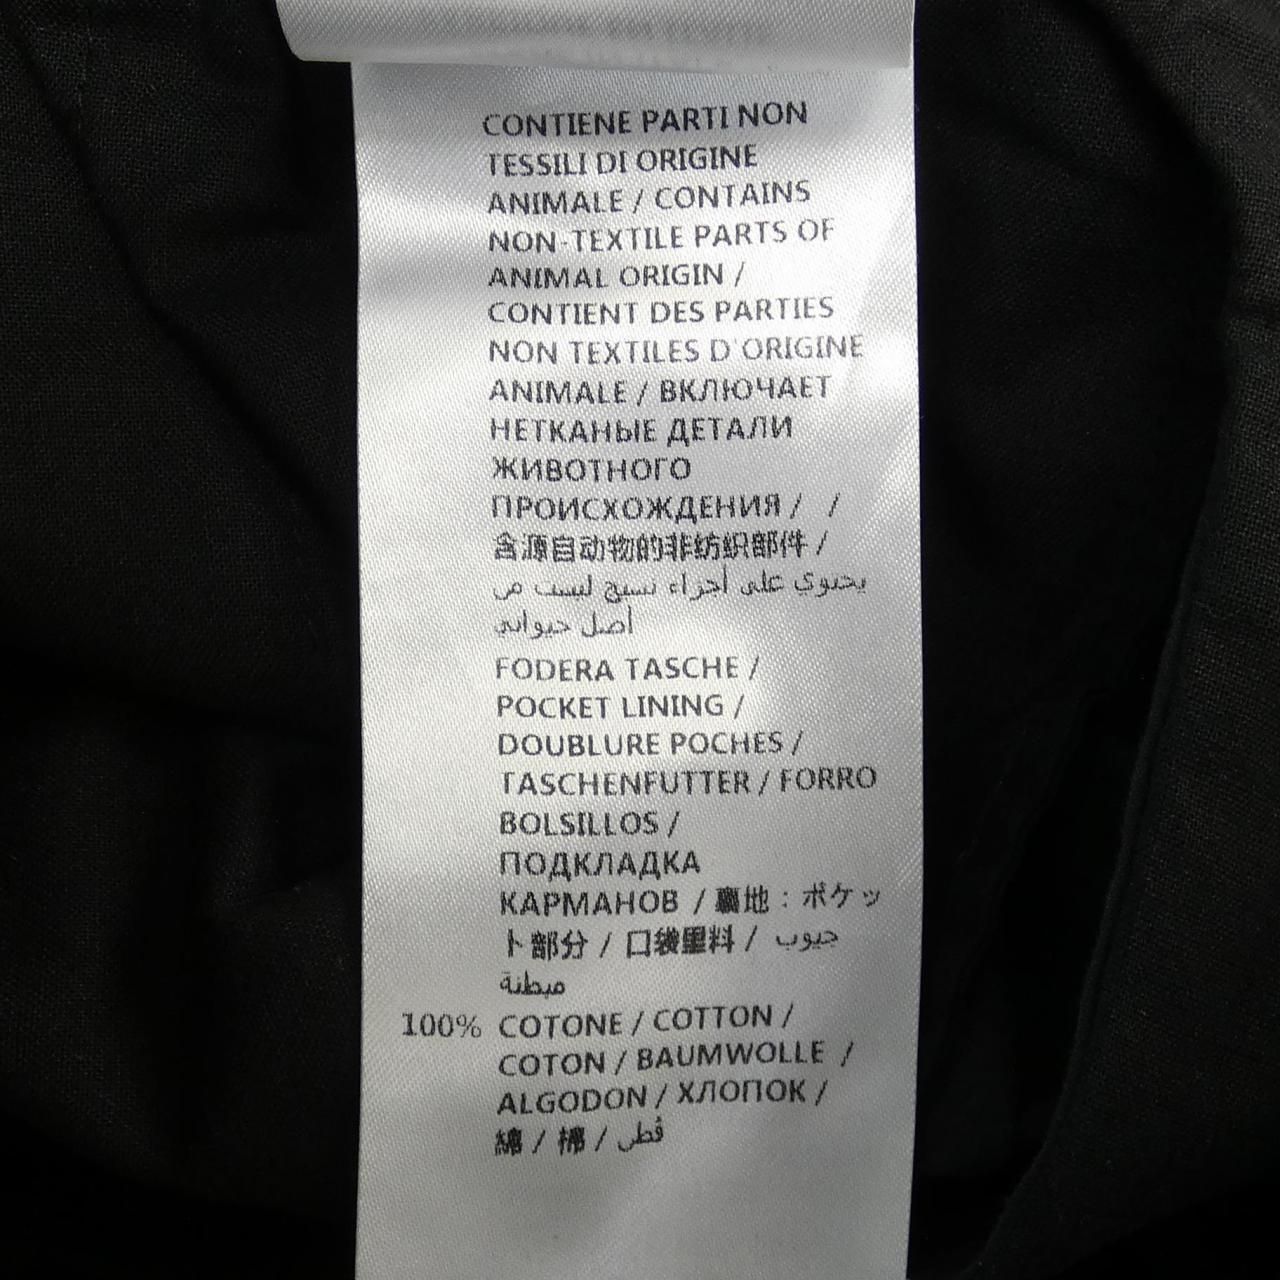 CONTIENE PARTI NON
TESSILI DI ORIGINE
ANIMALE / CONTAINS
NON-TEXTILE PARTS OF
ANIMAL ORIGIN /
CONTIENT DES PARTIES
NON TEXTILES D'ORIGINE
ANIMALE / ВКЛЮЧАЕТ
НЕТКАНЫЕ ДЕТАЛИ
ЖИВОТНОГО
ПРОИСХОЖДЕНИЯ / /
含源自动物的非纺织部件 /
يحتوي على أجزاء نسيج ليست من
أصل حيواني
FODERA TASCHE /
POCKET LINING /
DOUBLURE POCHES /
TASCHENFUTTER / FORRO
BOLSILLOS /
ПОДКЛАДКА
КАРМАНОВ / 裏地 : ポケッ
ト部分 / 口袋里料 / جيوب
مبطنة
100% COTONE / COTTON /
COTON / BAUMWOLLE /
ALGODON / ХЛОПОК /
綿 / 棉 / قطن